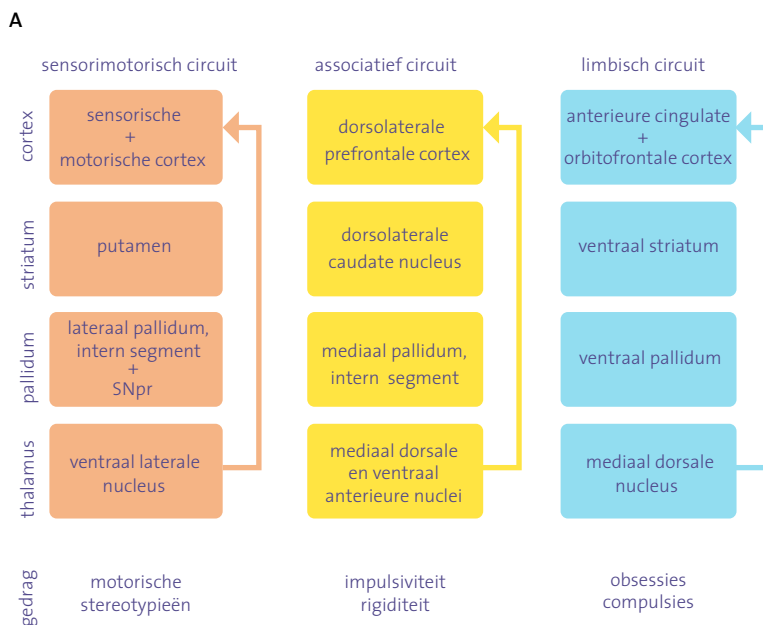 A
sensorimotorisch circuit
associatief circuit
limbisch circuit
cortex
sensorische
+
motorische cortex
dorsolaterale
prefrontale cortex
anterieure cingulate
+
orbitofrontale cortex
striatum
putamen
dorsolaterale
caudate nucleus
ventraal striatum
pallidum
lateraal pallidum,
intern segment
+
SNpr
mediaal pallidum,
intern segment
ventraal pallidum
thalamus
ventraal laterale
nucleus
mediaal dorsale
en ventraal
anterieure nuclei
mediaal dorsale
nucleus
gedrag
motorische
stereotypieën
impulsiviteit
rigiditeit
obsessies
compulsies